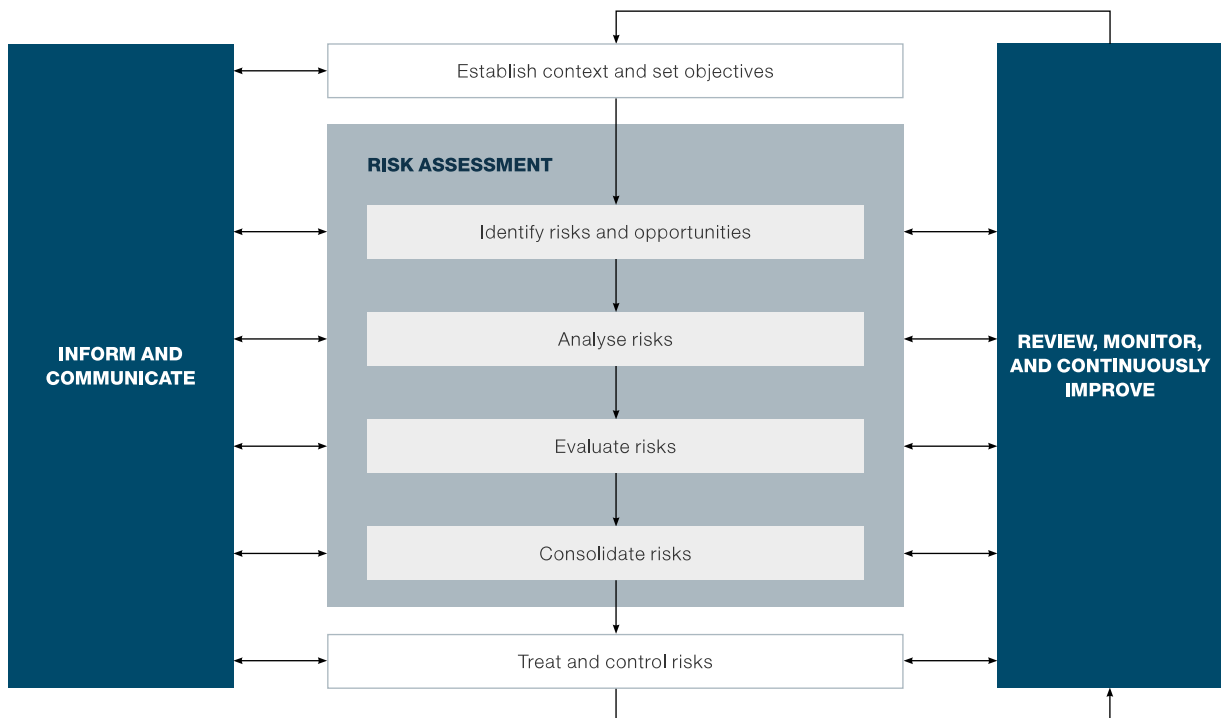 Establish context and set objectives
RISK ASSESSMENT
Identify risks and opportunities
Analyse risks
Evaluate risks
Consolidate risks
Treat and control risks
INFORM AND
COMMUNICATE
REVIEW, MONITOR,
AND CONTINUOUSLY
IMPROVE